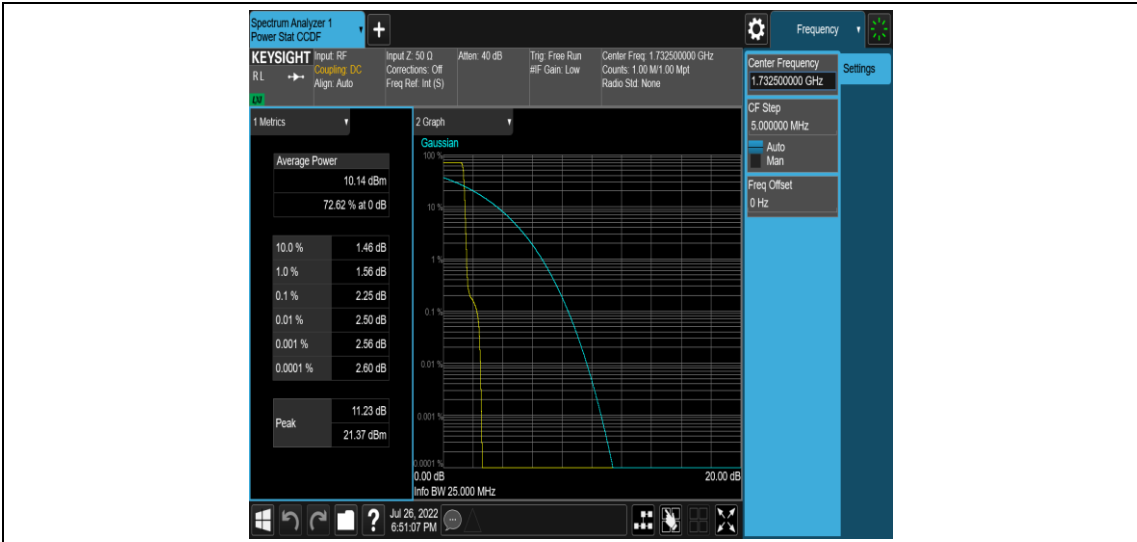 Spectrum Analyzer 1
Power Stat CCDF
+
Frequency
KEYSIGHT
Input: RF
Input Z: 50 Ω
Atten: 40 dB
Trig: Free Run
Center Freq: 1.732500000 GHz
R L
Coupling: DC
Corrections: Off
#IF Gain: Low
Counts: 1.00 M/1.00 Mpt
Align: Auto
Freq Ref: Int (S)
Radio Std: None
LXI
Center Frequency
1.732500000 GHz
Settings
CF Step
5.000000 MHz
Auto
Man
Freq Offset
0 Hz
1 Metrics
Average Power
10.14 dBm
72.62 % at 0 dB
10.0 % 1.46 dB
1.0 % 1.56 dB
0.1 % 2.25 dB
0.01 % 2.50 dB
0.001 % 2.56 dB
0.0001 % 2.60 dB
Peak
11.23 dB
21.37 dBm
2 Graph
Gaussian
100 %
10 %
1 %
0.1 %
0.01 %
0.001 %
0.0001 %
0.00 dB
20.00 dB
Info BW 25.000 MHz
?
Jul 26, 2022
6:51:07 PM